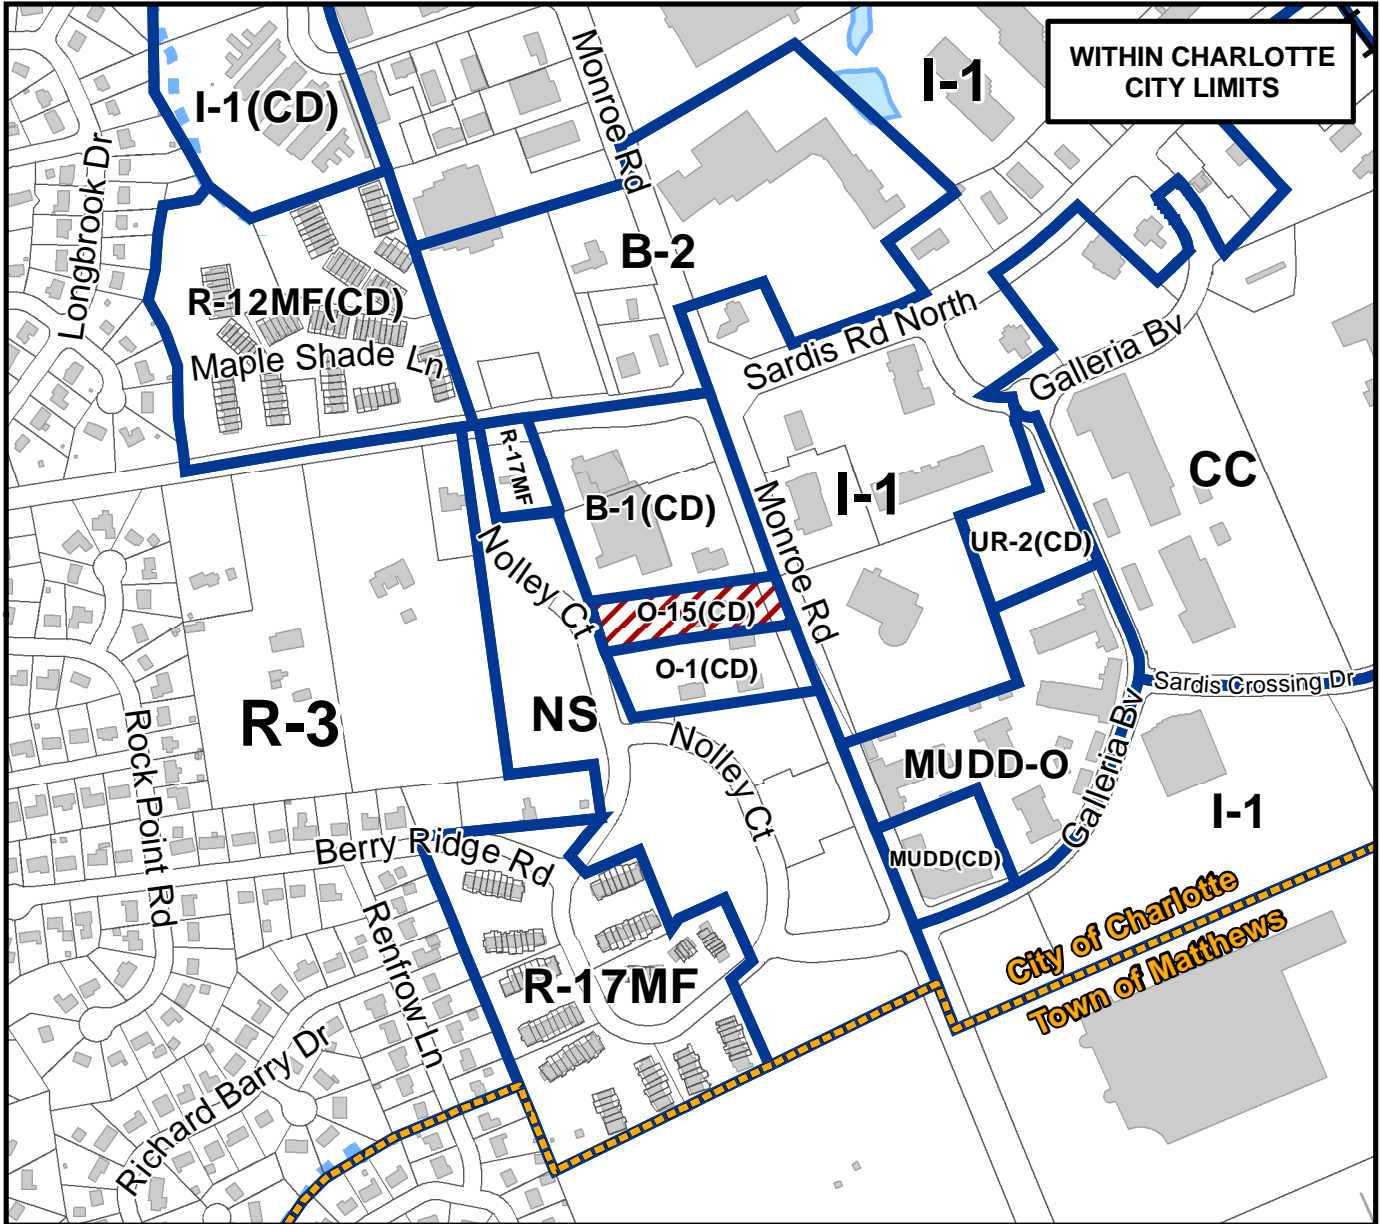 WITHIN CHARLOTTE
CITY LIMITS
I-1
I-1(CD)
Monroe Rd
Longbrook Dr
B-2
R-12MF(CD)
Maple Shade Ln
Sardis Rd North
Galleria Bv
R-17MF
B-1(CD)
Monroe Rd
I-1
CC
UR-2(CD)
Nolley Ct
O-15(CD)
O-1(CD)
Sardis Crossing Dr
R-3
NS
Rock Point Rd
Nolley Ct
MUDD-O
Galleria Bv
I-1
Berry Ridge Rd
MUDD(CD)
Renfrow Ln
City of Charlotte
Town of Matthews
R-17MF
Richard Barry Dr